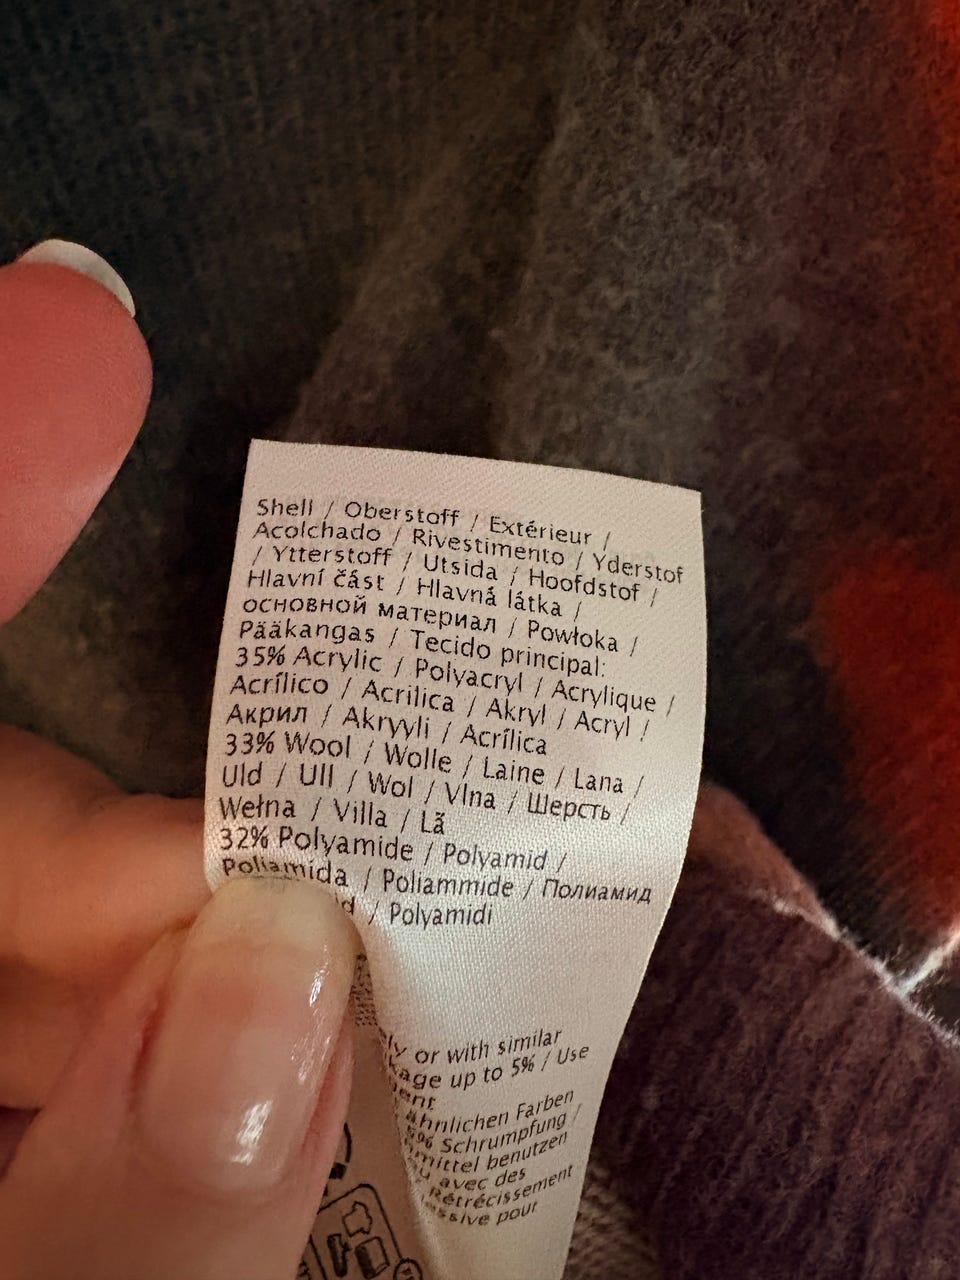 Shell / Oberstoff / Extérieur /
Acolchado / Rivestimento / Yderstof
/ Ytterstoff / Utsida / Hoofdstof /
Hlavní část / Hlavná látka /
основной материал / Powłoka /
Pääkangas / Tecido principal:
35% Acrylic / Polyacryl / Acrylique /
Acrílico / Acrilica / Akryl / Acryl /
Акрил / Akryyli / Acrílica
33% Wool / Wolle / Laine / Lana /
Uld / Ull / Wol / Vlna / Шерсть /
Wełna / Villa / Lã
32% Polyamide / Polyamid /
Poliamida / Poliammide / Полиамид
/ Polyamidi
or with similar
up to 5% / Use
ähnlichen Farben
5% Schrumpfung /
benutzen
avec des
Rétrécissement
pour